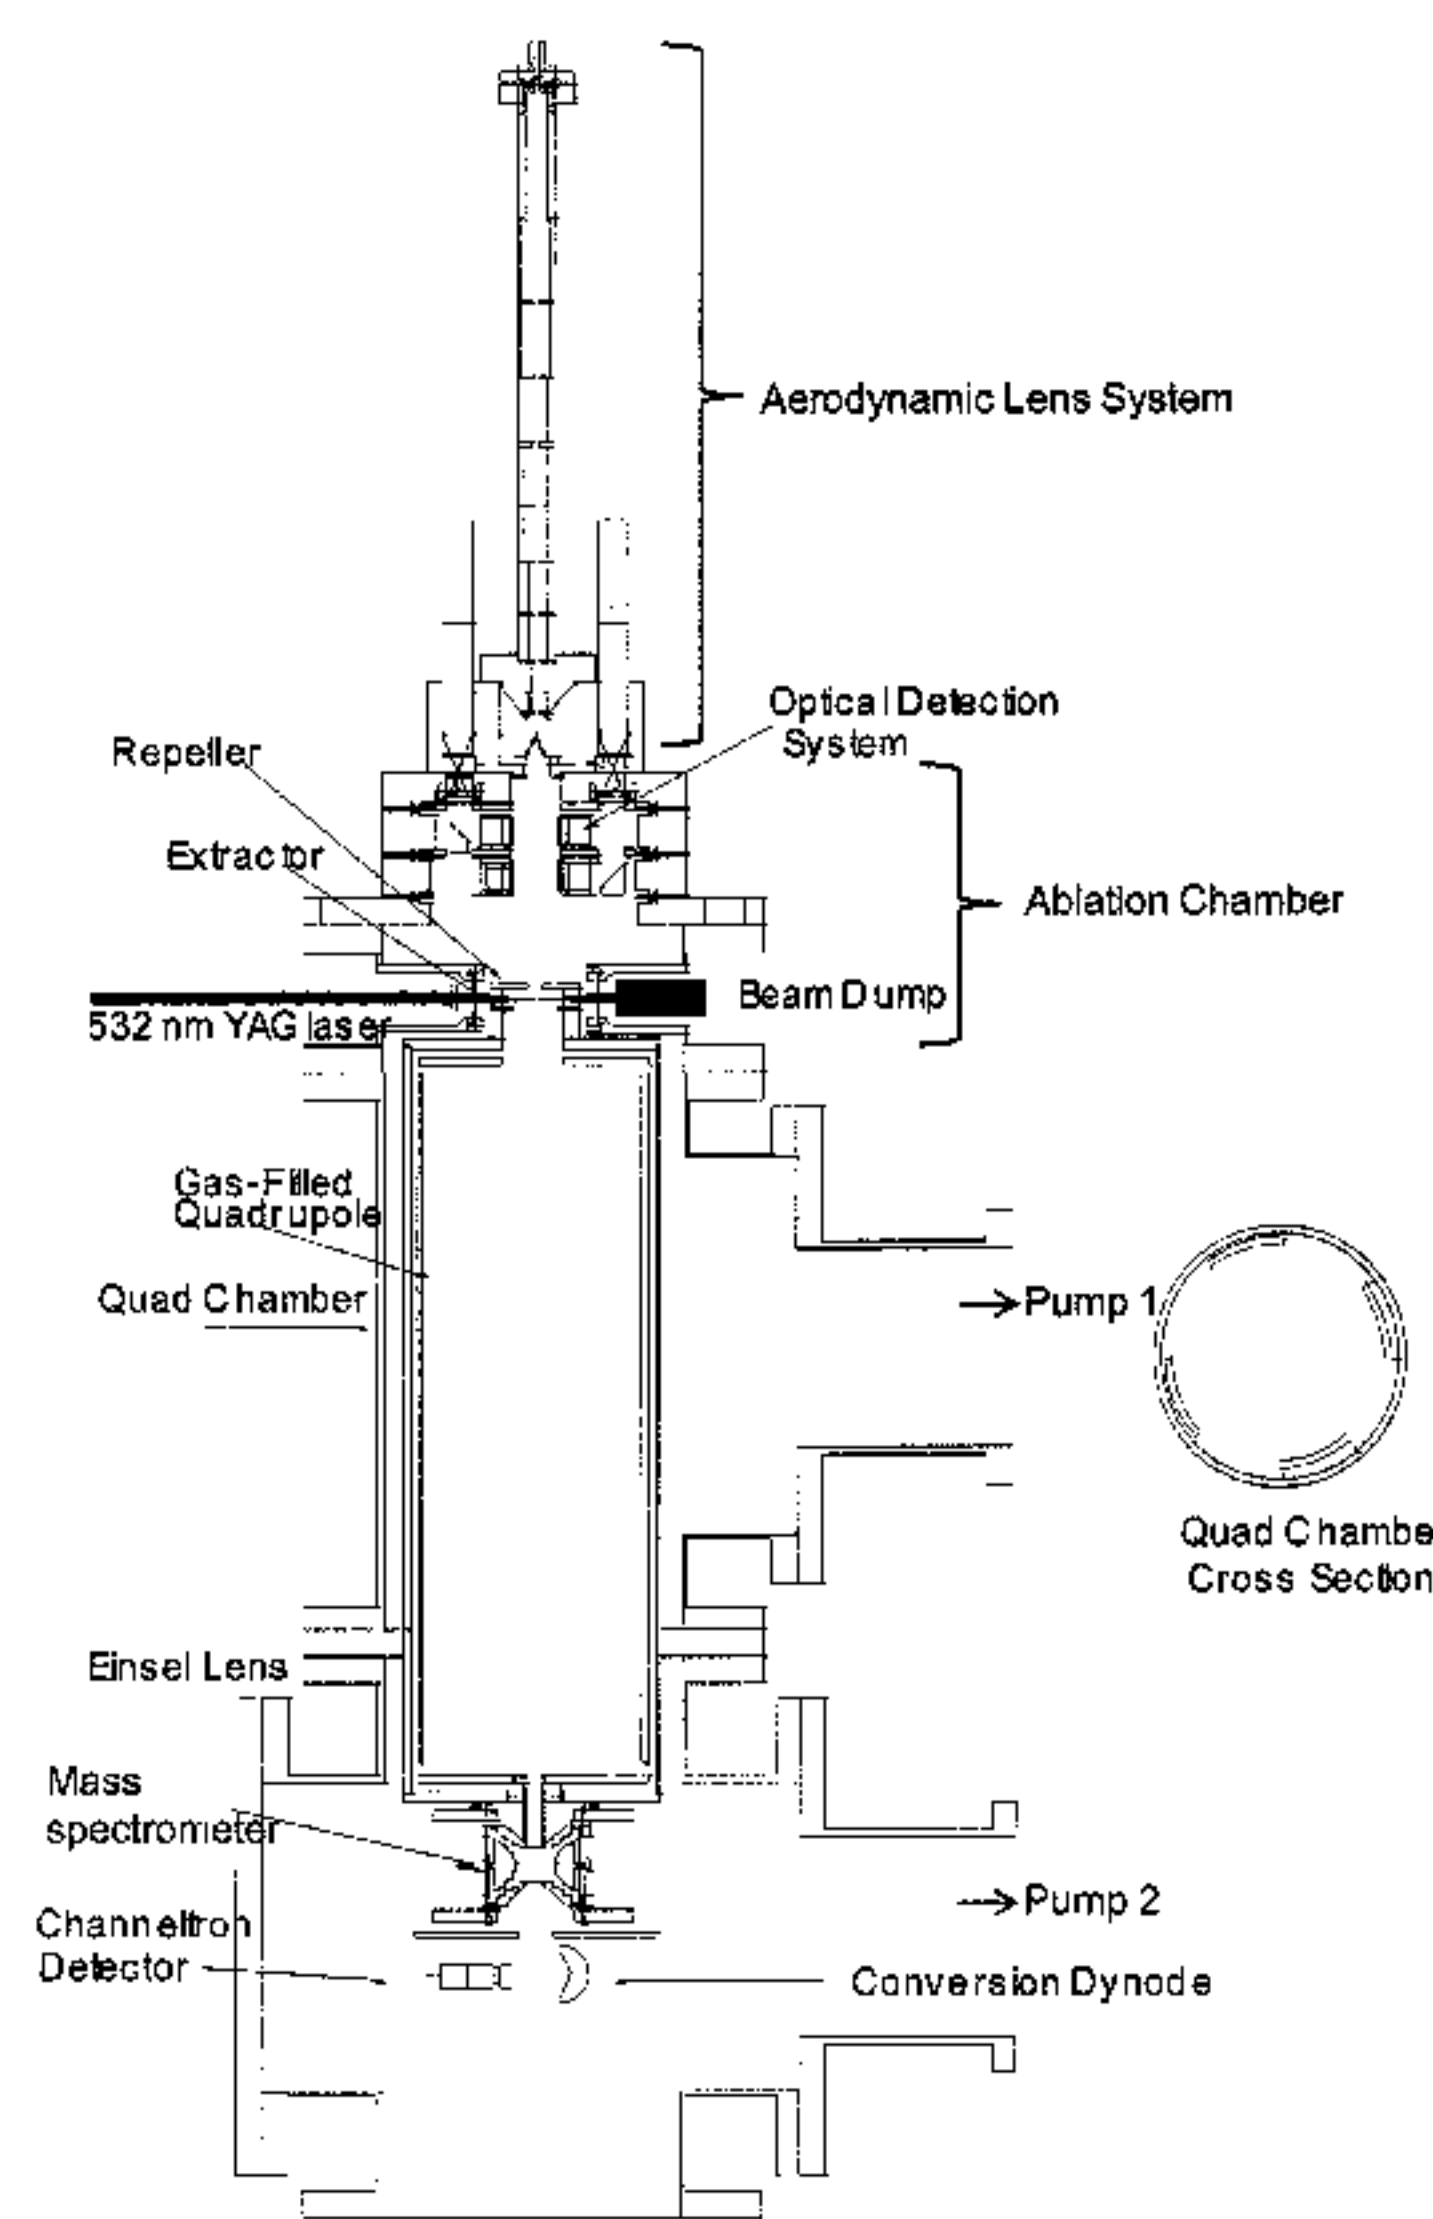 Aerodynamic Lens System
Optical Detection
System
Repeller
Extractor
Ablation Chamber
Beam Dump
532 nm YAG laser
Gas-Filled
Quadrupole
Quad Chamber
Pump 1
Quad Chambe
Cross Section
Einsel Lens
Mass
spectrometer
Pump 2
Channeltron
Detector
Conversion Dynode